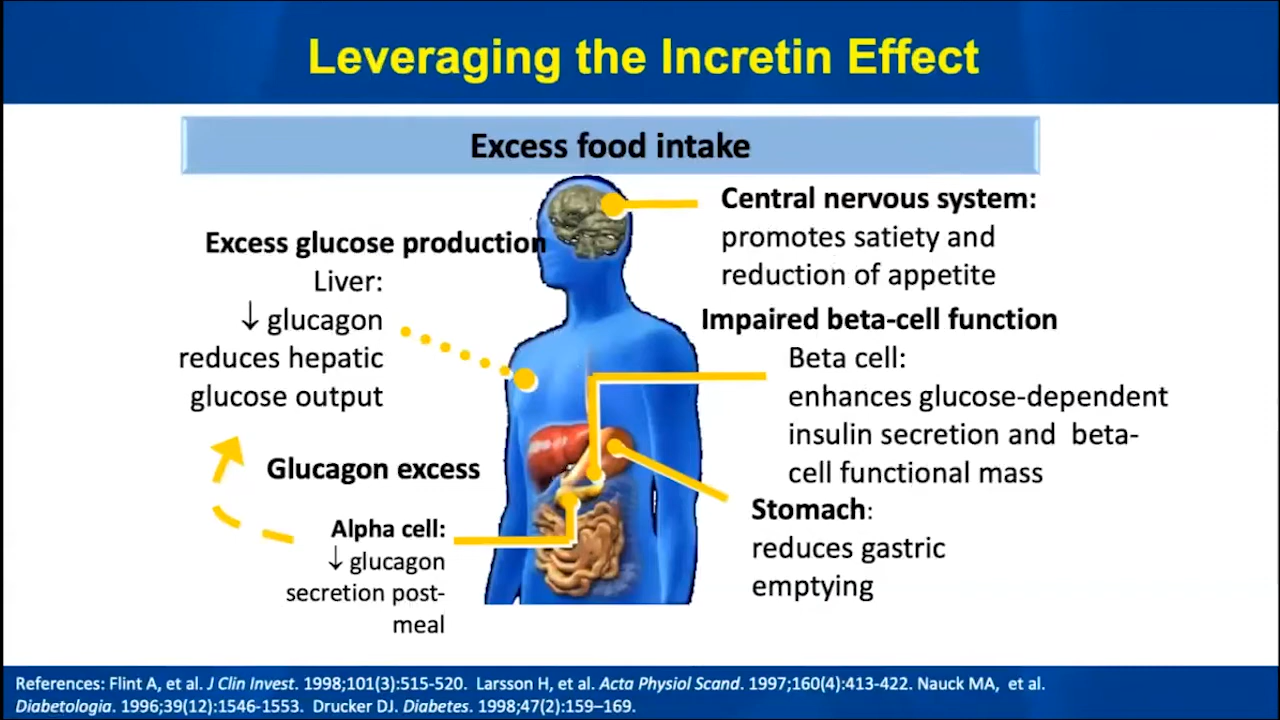 Leveraging the Incretin Effect
Excess food intake
Central nervous system:
promotes satiety and
reduction of appetite
Excess glucose production
Liver:
↓ glucagon
reduces hepatic
glucose output
Impaired beta-cell function
Beta cell:
enhances glucose-dependent
insulin secretion and beta-
cell functional mass
Glucagon excess
Alpha cell:
↓ glucagon
secretion post-
meal
Stomach:
reduces gastric
emptying
References: Flint A, et al. J Clin Invest. 1998;101(3):515-520. Larsson H, et al. Acta Physiol Scand. 1997;160(4):413-422. Nauck MA, et al.
Diabetologia. 1996;39(12):1546-1553. Drucker DJ. Diabetes. 1998;47(2):159–169.